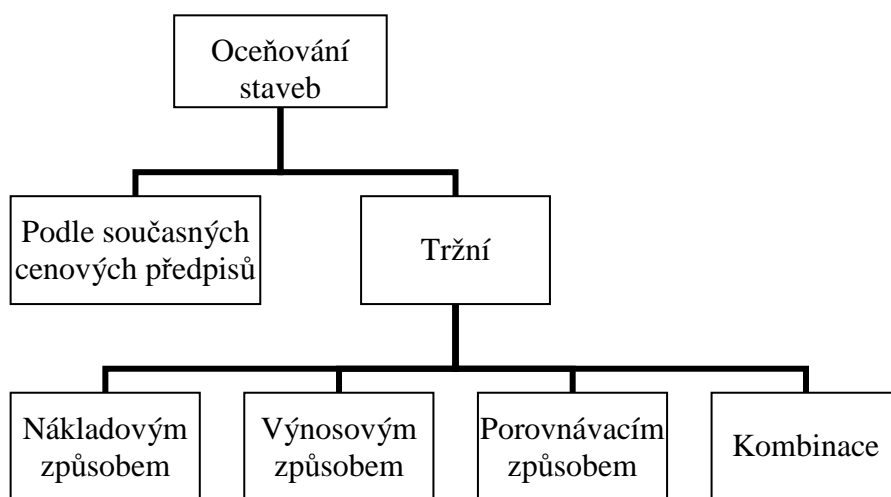 Oceňování
staveb
Podle současných
cenových předpisů
Tržní
Nákladovým
způsobem
Výnosovým
způsobem
Porovnávacím
způsobem
Kombinace